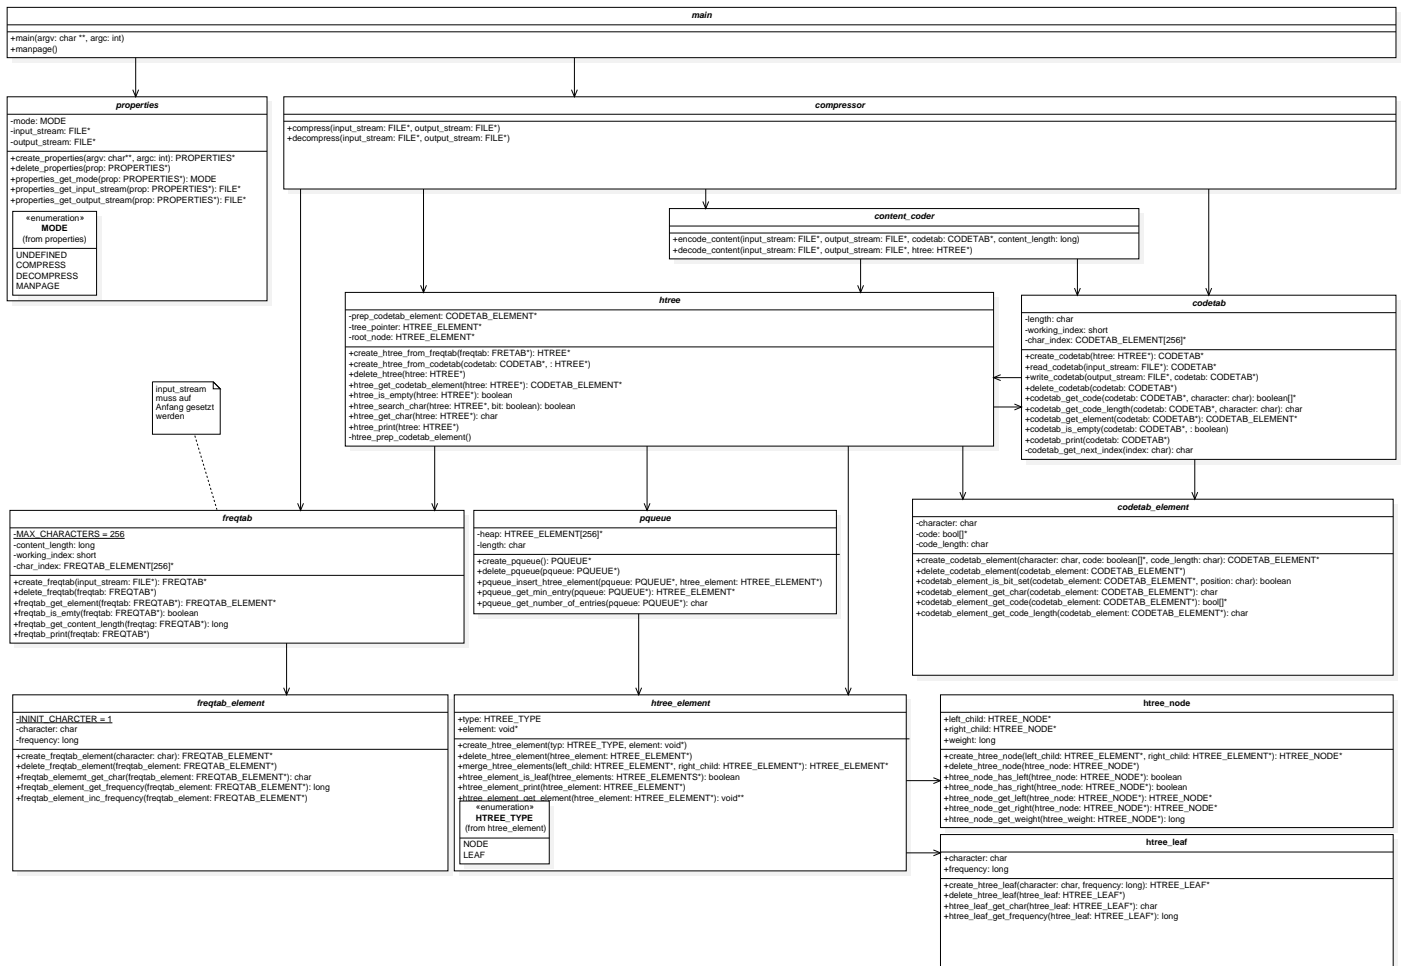 main
+main(argv: char **, argc: int)
+manpage()
properties
-mode: MODE
-input_stream: FILE*
-output_stream: FILE*
+create_properties(argv: char**, argc: int): PROPERTIES*
+delete_properties(prop: PROPERTIES*)
+properties_get_mode(prop: PROPERTIES*): MODE
+properties_get_input_stream(prop: PROPERTIES*): FILE*
+properties_get_output_stream(prop: PROPERTIES*): FILE*
«enumeration»
MODE
(from properties)
UNDEFINED
COMPRESS
DECOMPRESS
MANPAGE
compressor
+compress(input_stream: FILE*, output_stream: FILE*)
+decompress(input_stream: FILE*, output_stream: FILE*)
content_coder
+encode_content(input_stream: FILE*, output_stream: FILE*, codetab: CODETAB*, content_length: long)
+decode_content(input_stream: FILE*, output_stream: FILE*, htree: HTREE*)
htree
-prep_codetab_element: CODETAB_ELEMENT*
-tree_pointer: HTREE_ELEMENT*
-root_node: HTREE_ELEMENT*
+create_htree_from_freqtab(freqtab: FRETAB*): HTREE*
+create_htree_from_codetab(codetab: CODETAB*, : HTREE*)
+delete_htree(htree: HTREE*)
+htree_get_codetab_element(htree: HTREE*): CODETAB_ELEMENT*
+htree_is_empty(htree: HTREE*): boolean
+htree_search_char(htree: HTREE*, bit: boolean): boolean
+htree_get_char(htree: HTREE*): char
+htree_print(htree: HTREE*)
-htree_prep_codetab_element()
codetab
-length: char
-working_index: short
-char_index: CODETAB_ELEMENT[256]*
+create_codetab(htree: HTREE*): CODETAB*
+read_codetab(input_stream: FILE*): CODETAB*
+write_codetab(output_stream: FILE*, codetab: CODETAB*)
+delete_codetab(codetab: CODETAB*)
+codetab_get_code(codetab: CODETAB*, character: char): boolean[]*
+codetab_get_code_length(codetab: CODETAB*, character: char): char
+codetab_get_element(codetab: CODETAB*): CODETAB_ELEMENT*
+codetab_is_empty(codetab: CODETAB*, : boolean)
+codetab_print(codetab: CODETAB*)
-codetab_get_next_index(index: char): char
input_stream
muss auf
Anfang gesetzt
werden
freqtab
-MAX_CHARACTERS = 256
-content_length: long
-working_index: short
-char_index: FREQTAB_ELEMENT[256]*
+create_freqtab(input_stream: FILE*): FREQTAB*
+delete_freqtab(freqtab: FREQTAB*)
+freqtab_get_element(freqtab: FREQTAB*): FREQTAB_ELEMENT*
+freqtab_is_emty(freqtab: FREQTAB*): boolean
+freqtab_get_content_length(freqtag: FREQTAB*): long
+freqtab_print(freqtab: FREQTAB*)
pqueue
-heap: HTREE_ELEMENT[256]*
-length: char
+create_pqueue(): PQUEUE*
+delete_pqueue(pqueue: PQUEUE*)
+pqueue_insert_htree_element(pqueue: PQUEUE*, htree_element: HTREE_ELEMENT*)
+pqueue_get_min_entry(pqueue: PQUEUE*): HTREE_ELEMENT*
+pqueue_get_number_of_entries(pqueue: PQUEUE*): char
codetab_element
-character: char
-code: bool[]*
-code_length: char
+create_codetab_element(character: char, code: boolean[]*, code_length: char): CODETAB_ELEMENT*
+delete_codetab_element(codetab_element: CODETAB_ELEMENT*)
+codetab_element_is_bit_set(codetab_element: CODETAB_ELEMENT*, position: char): boolean
+codetab_element_get_char(codetab_element: CODETAB_ELEMENT*): char
+codetab_element_get_code(codetab_element: CODETAB_ELEMENT*): bool[]*
+codetab_element_get_code_length(codetab_element: CODETAB_ELEMENT*): char
freqtab_element
-ININIT_CHARCTER = 1
-character: char
-frequency: long
+create_freqtab_element(character: char): FREQTAB_ELEMENT*
+delete_freqtab_element(freqtab_element: FREQTAB_ELEMENT*)
+freqtab_elememt_get_char(freqtab_element: FREQTAB_ELEMENT*): char
+freqtab_element_get_frequency(freqtab_element: FREQTAB_ELEMENT*): long
+freqtab_element_inc_frequency(freqtab_element: FREQTAB_ELEMENT*)
htree_element
+type: HTREE_TYPE
+element: void*
+create_htree_element(typ: HTREE_TYPE, element: void*)
+delete_htree_element(htree_element: HTREE_ELEMENT*)
+merge_htree_elements(left_child: HTREE_ELEMENT*, right_child: HTREE_ELEMENT*): HTREE_ELEMENT*
+htree_element_is_leaf(htree_elements: HTREE_ELEMENTS*): boolean
+htree_element_print(htree_element: HTREE_ELEMENT*)
+htree_element_get_element(htree_element: HTREE_ELEMENT*): void**
«enumeration»
HTREE_TYPE
(from htree_element)
NODE
LEAF
htree_node
+left_child: HTREE_NODE*
+right_child: HTREE_NODE*
+weight: long
+create_htree_node(left_child: HTREE_ELEMENT*, right_child: HTREE_ELEMENT*): HTREE_NODE*
+delete_htree_node(htree_node: HTREE_NODE*)
+htree_node_has_left(htree_node: HTREE_NODE*): boolean
+htree_node_has_right(htree_node: HTREE_NODE*): boolean
+htree_node_get_left(htree_node: HTREE_NODE*): HTREE_NODE*
+htree_node_get_right(htree_node: HTREE_NODE*): HTREE_NODE*
+htree_node_get_weight(htree_weight: HTREE_NODE*): long
htree_leaf
+character: char
+frequency: long
+create_htree_leaf(character: char, frequency: long): HTREE_LEAF*
+delete_htree_leaf(htree_leaf: HTREE_LEAF*)
+htree_leaf_get_char(htree_leaf: HTREE_LEAF*): char
+htree_leaf_get_frequency(htree_leaf: HTREE_LEAF*): long